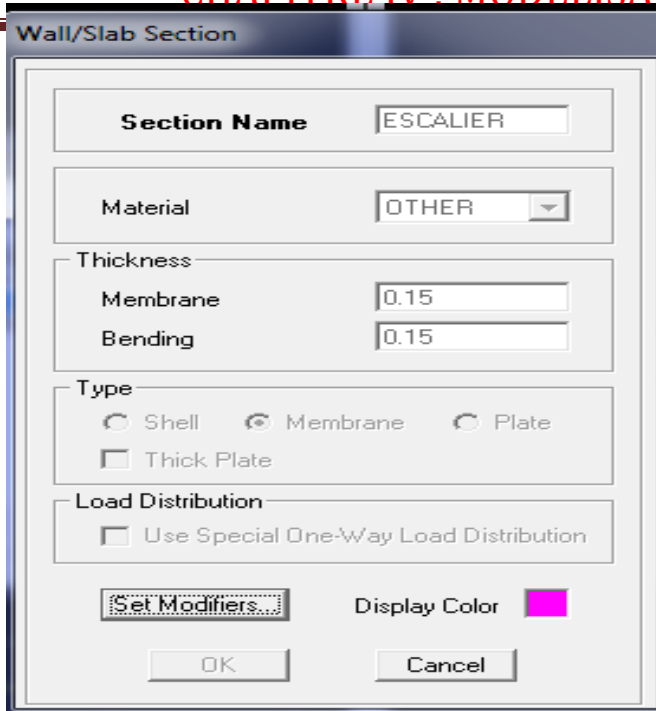 Wall/Slab Section
Section Name ESCALIER
Material OTHER
Thickness
Membrane 0.15
Bending 0.15
Type
Shell Membrane Plate
Thick Plate
Load Distribution
Use Special One-Way Load Distribution
Set Modifiers... Display Color
OK Cancel